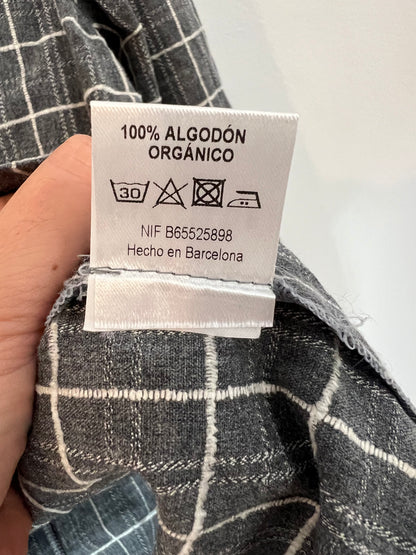 100% ALGODÓN
ORGÁNICO
30
NIF B65525898
Hecho en Barcelona